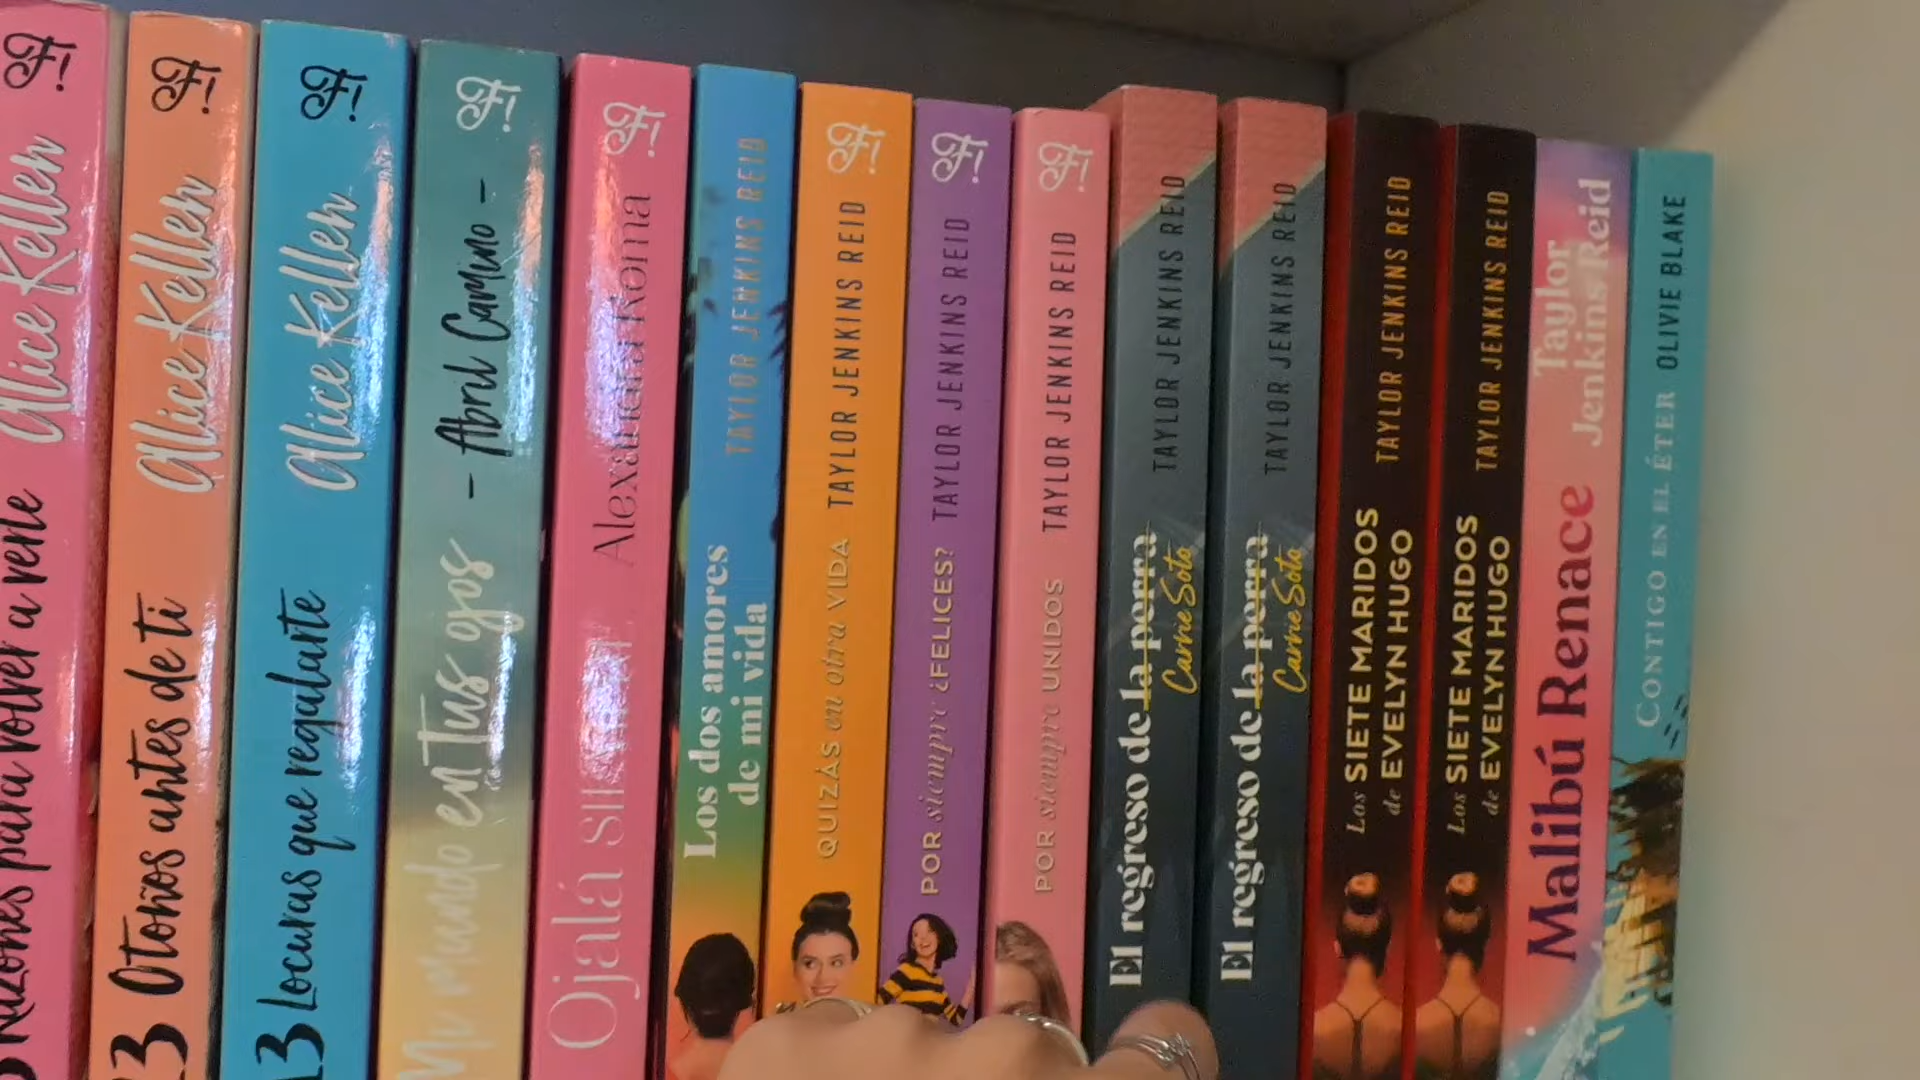 F!
Alice Kellen
Razones para volver a verte
F!
Alice Kellen
13 Otoños antes de ti
F!
Alice Kellen
13 Locuras que regalarte
F!
- Abril Camino -
Mi mundo en tus ojos
F!
Alexandra Roma
Ojalá
TAYLOR JENKINS REID
Los dos amores
de mi vida
F!
TAYLOR JENKINS REID
QUIZÁS en otra VIDA
F!
TAYLOR JENKINS REID
POR siempre ¿FELICES?
F!
TAYLOR JENKINS REID
POR siempre UNIDOS
TAYLOR JENKINS REID
El regreso de la perra
Carrie Soto
TAYLOR JENKINS REID
El regreso de la perra
Carrie Soto
TAYLOR JENKINS REID
Los SIETE MARIDOS
de EVELYN HUGO
TAYLOR JENKINS REID
Los SIETE MARIDOS
de EVELYN HUGO
Taylor
Jenkins Reid
Malibú Renace
OLIVIE BLAKE
CONTIGO EN EL ÉTER